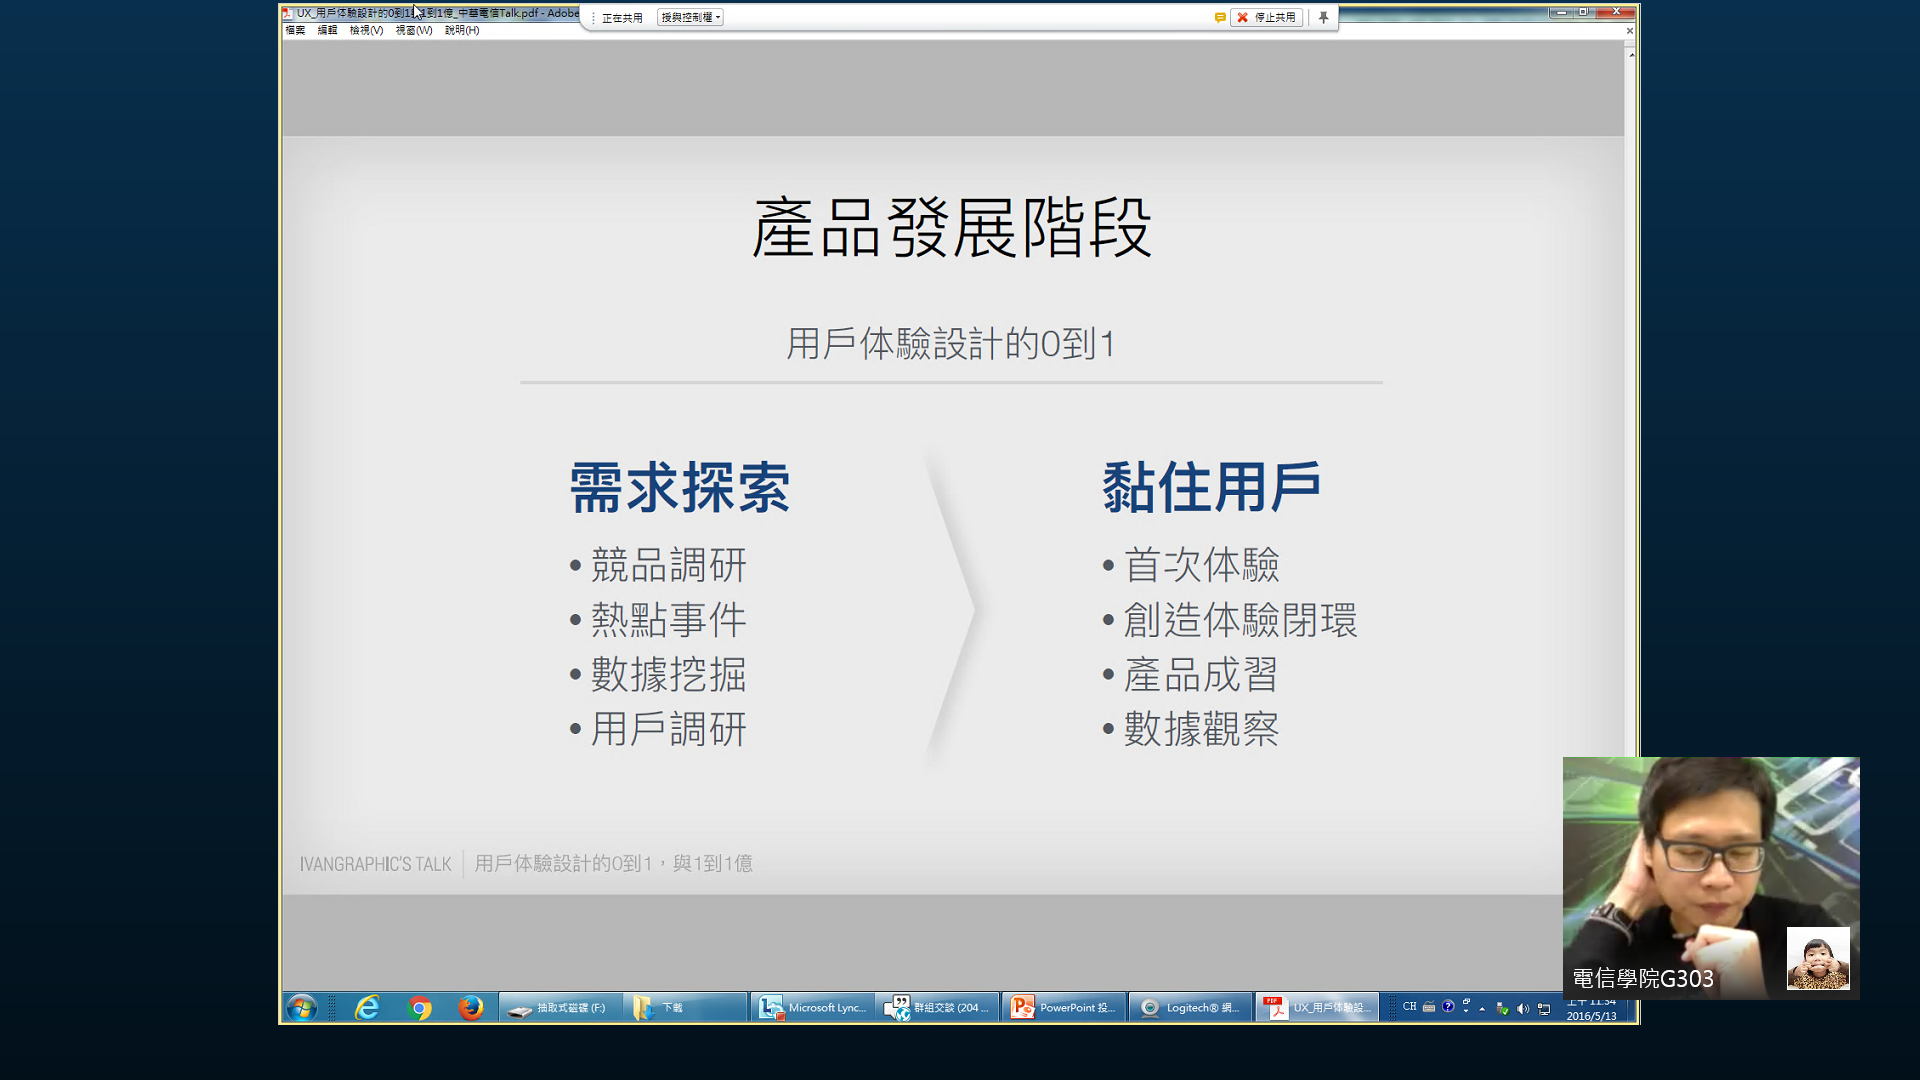 UX_用戶体驗設計的0到1與1到1億_中華電信Talk.pdf - Adobe
正在共用
授與控制權
停止共用
檔案 編輯 檢視(V) 視窗(W) 說明(H)
產品發展階段
用戶体驗設計的0到1
需求探索
• 競品調研
• 熱點事件
• 數據挖掘
• 用戶調研
黏住用戶
• 首次体驗
• 創造体驗閉環
• 產品成習
• 數據觀察
IVANGRAPHIC'S TALK
用戶体驗設計的0到1，與1到1億
電信學院G303
抽取式磁碟 (F:)
下載
Microsoft Lync...
群組交談 (204 ...
PowerPoint 投...
Logitech® 網...
UX_用戶体驗設...
CH
上午 11:34
2016/5/13